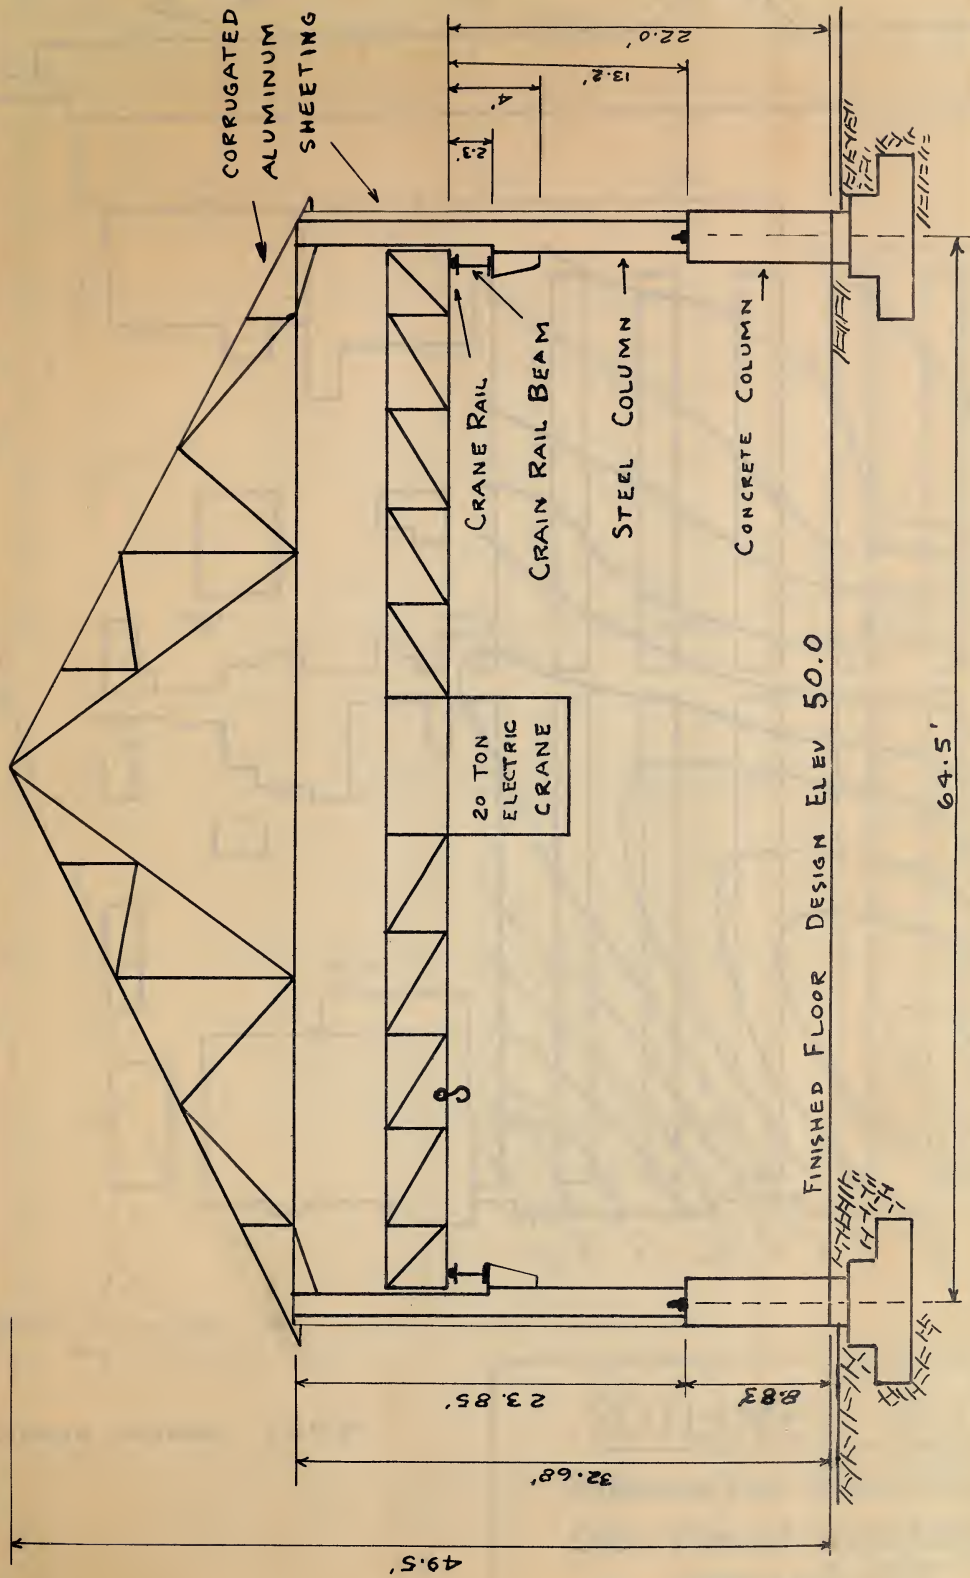 CORRUGATED
ALUMINUM
SHEETING
22.0'
13.2'
4'
2.3'
CRANE RAIL
CRAIN RAIL BEAM
STEEL COLUMN
CONCRETE COLUMN
20 TON
ELECTRIC
CRANE
FINISHED FLOOR DESIGN ELEV 50.0
64.5'
23.85'
8.83
32.68'
49.5'